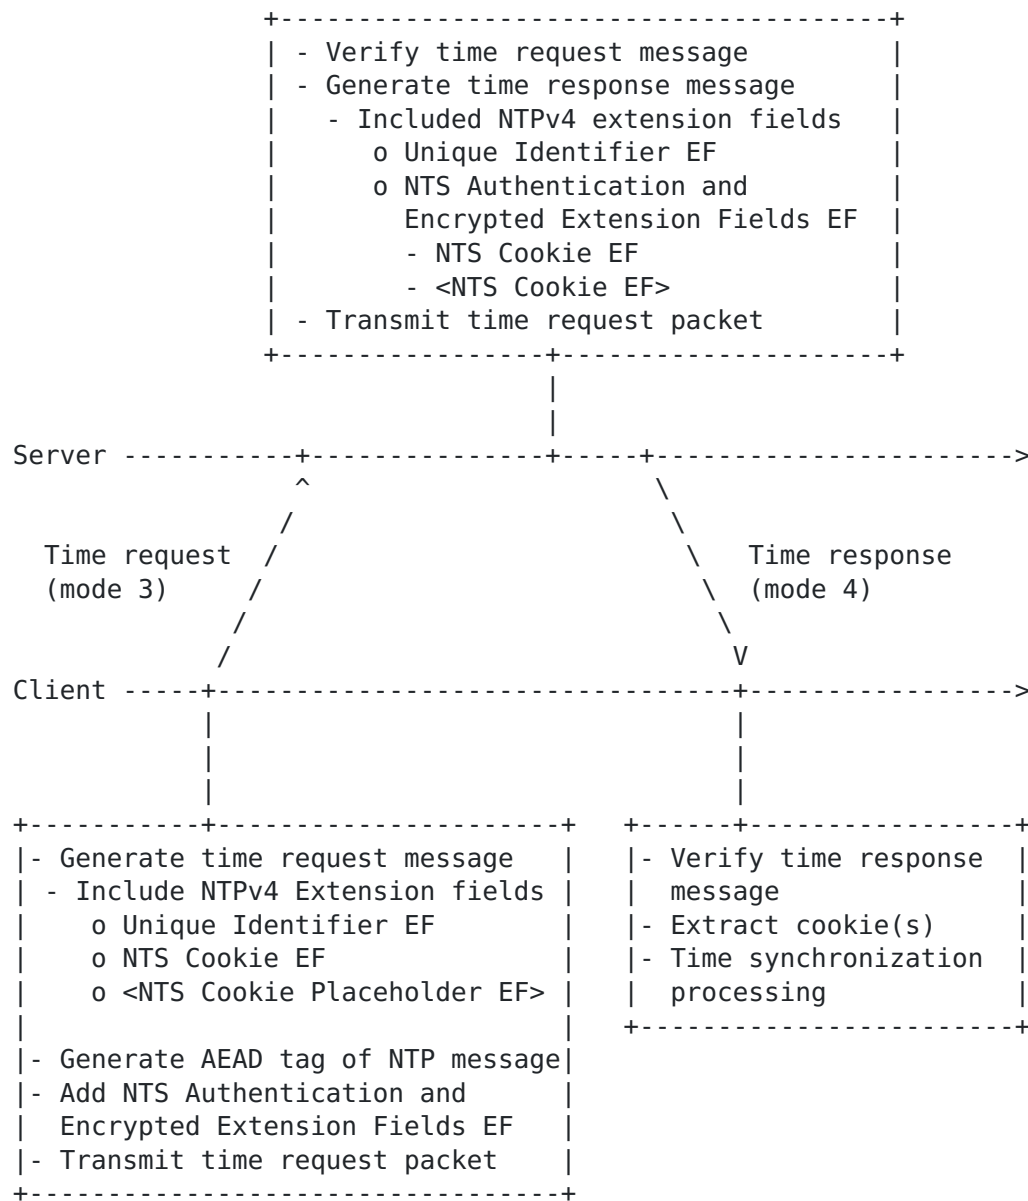 - Verify time request message
- Generate time response message
- Included NTPv4 extension fields
o Unique Identifier EF
o NTS Authentication and
Encrypted Extension Fields EF
- NTS Cookie EF
- <NTS Cookie EF>
- Transmit time request packet
Server
Time request
(mode 3)
Time response
(mode 4)
Client
- Generate time request message
- Include NTPv4 Extension fields
o Unique Identifier EF
o NTS Cookie EF
o <NTS Cookie Placeholder EF>
- Generate AEAD tag of NTP message
- Add NTS Authentication and
Encrypted Extension Fields EF
- Transmit time request packet
- Verify time response
message
- Extract cookie(s)
- Time synchronization
processing